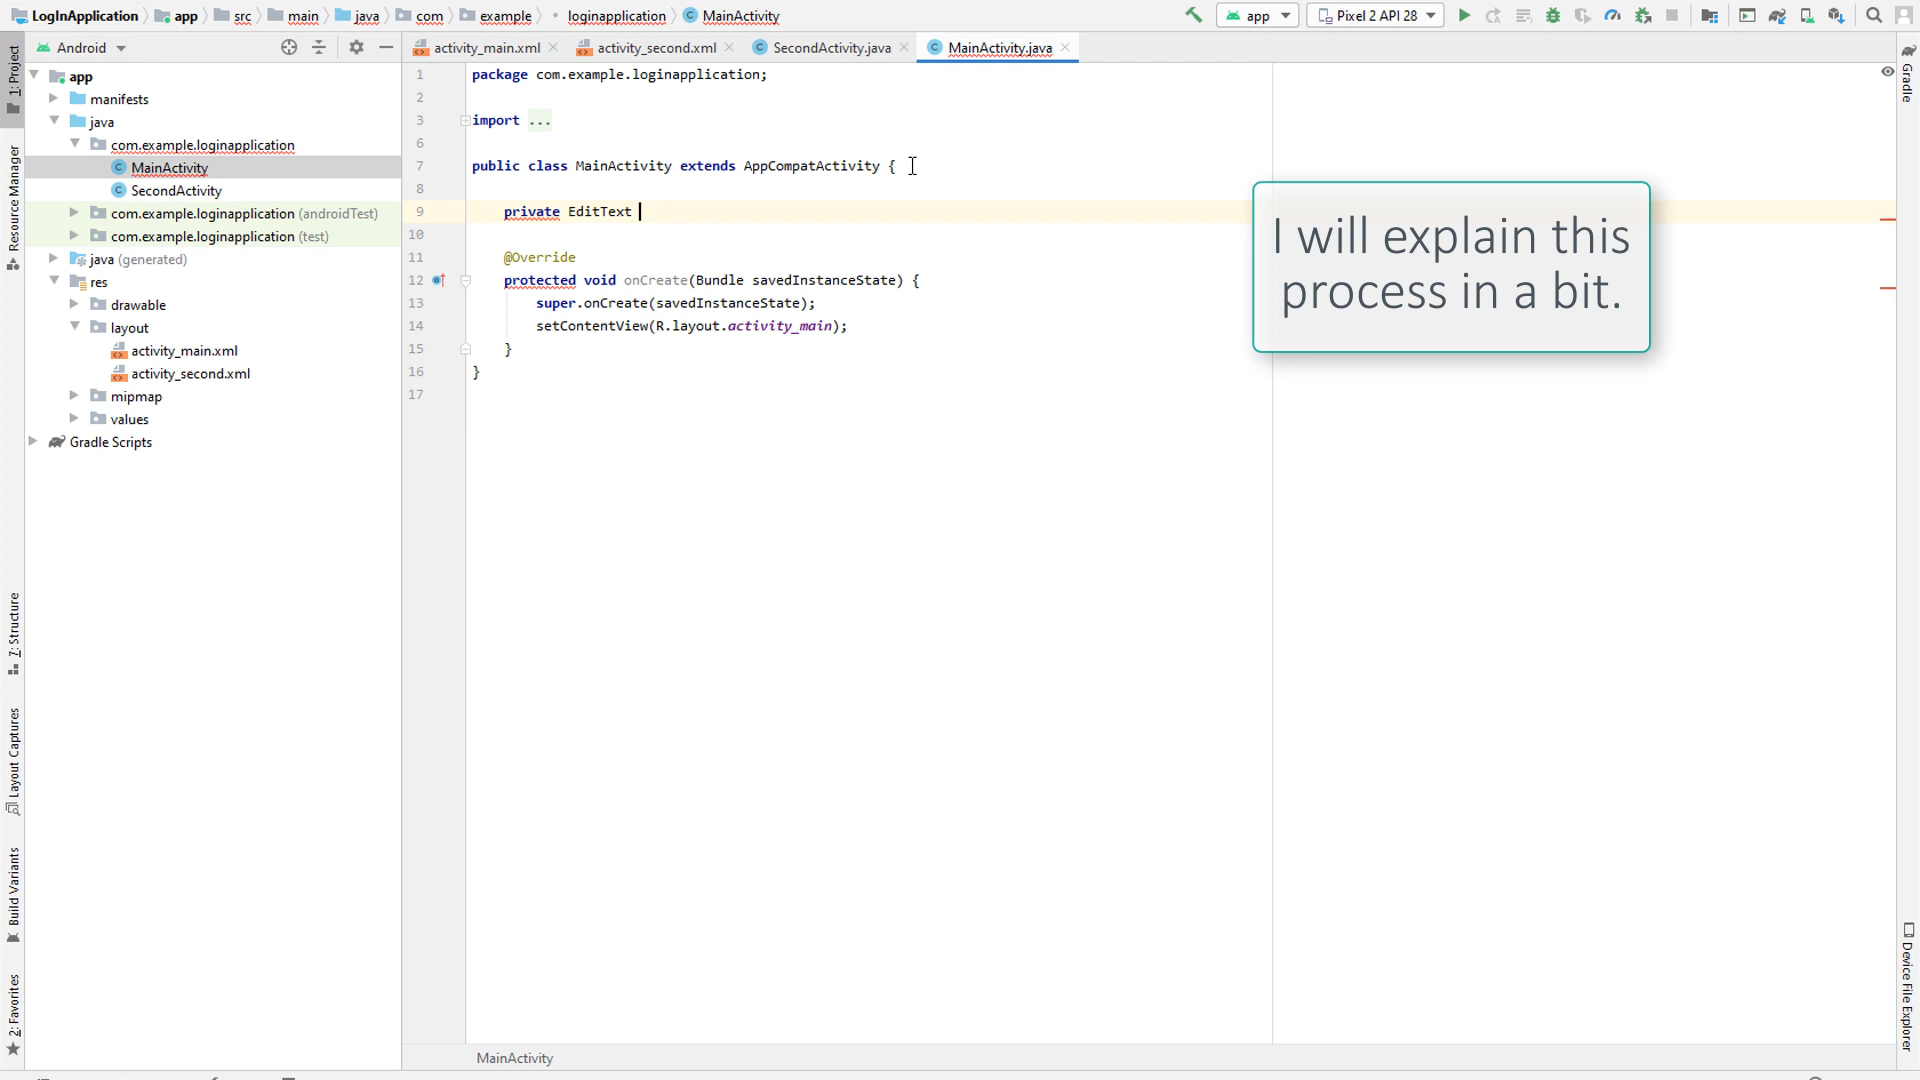 LogInApplication app src main java com example loginapplication MainActivity app Pixel 2 API 28
Android activity_main.xml activity_second.xml SecondActivity.java MainActivity.java
1: Project
Resource Manager
7: Structure
Layout Captures
Build Variants
2: Favorites
app
manifests
java
com.example.loginapplication
MainActivity
SecondActivity
com.example.loginapplication (androidTest)
com.example.loginapplication (test)
java (generated)
res
drawable
layout
activity_main.xml
activity_second.xml
mipmap
values
Gradle Scripts
1 package com.example.loginapplication;
2
3 import ...
6
7 public class MainActivity extends AppCompatActivity {
8
9 private EditText
10
11 @Override
12 protected void onCreate(Bundle savedInstanceState) {
13 super.onCreate(savedInstanceState);
14 setContentView(R.layout.activity_main);
15 }
16 }
17
I will explain this
process in a bit.
MainActivity
Gradle
Device File Explorer